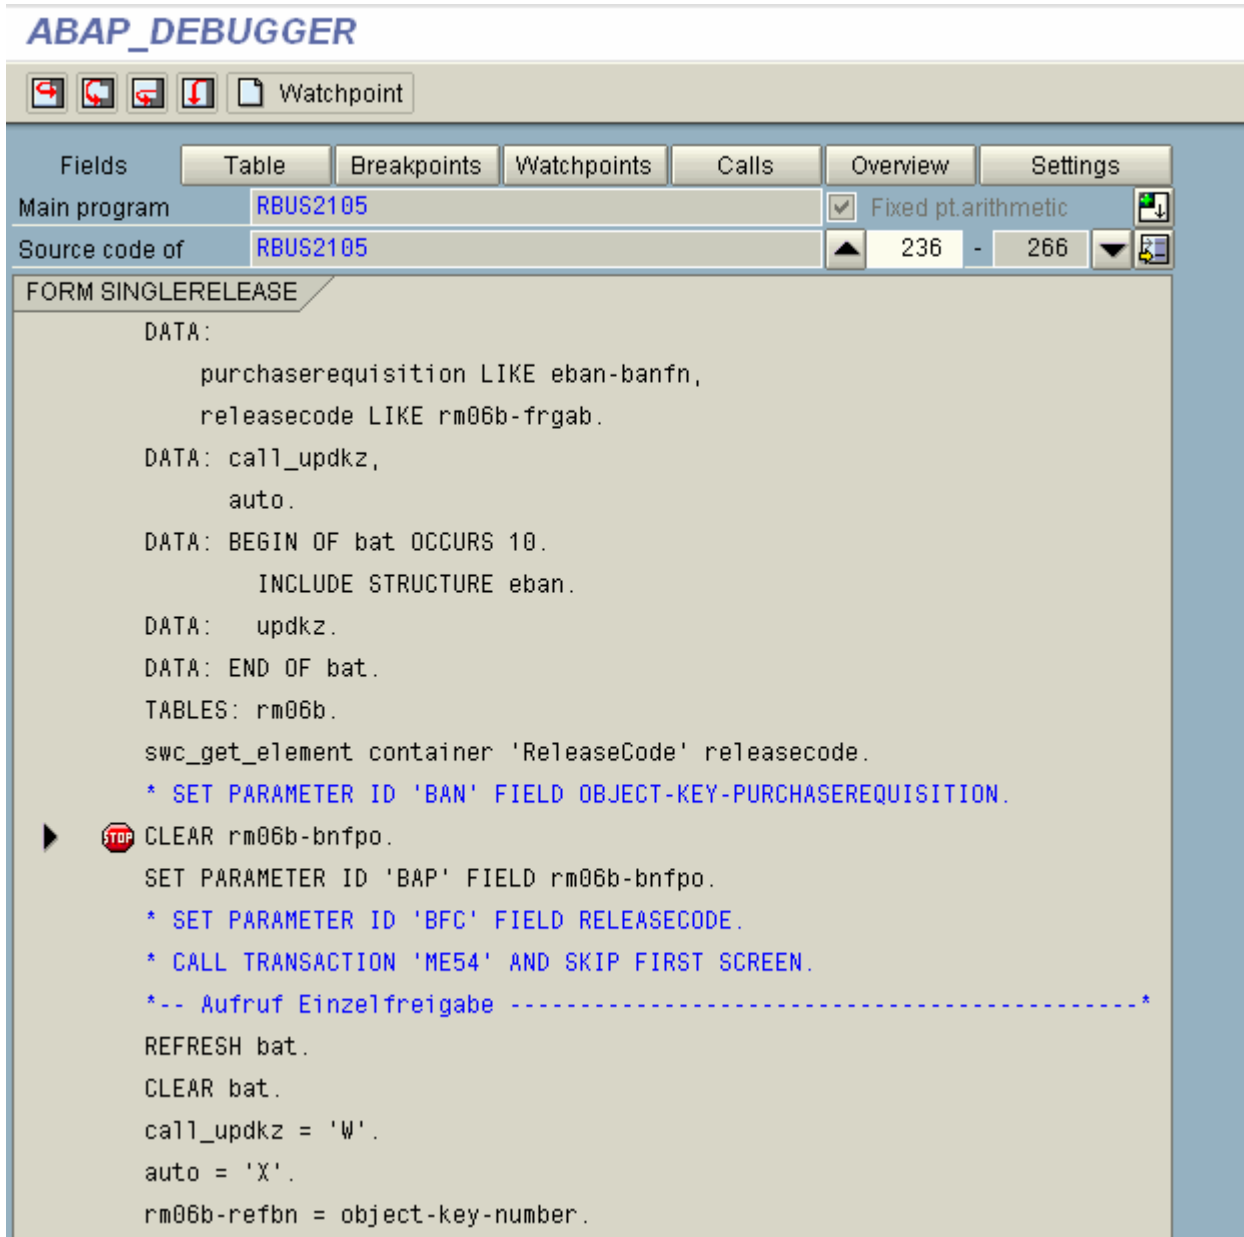 ABAP_DEBUGGER
Watchpoint
Fields Table Breakpoints Watchpoints Calls Overview Settings
Main program RBUS2105 Fixed pt.arithmetic
Source code of RBUS2105 236 - 266
FORM SINGLERELEASE
DATA:
purchaserequisition LIKE eban-banfn,
releasecode LIKE rm06b-frgab.
DATA: call_updkz,
auto.
DATA: BEGIN OF bat OCCURS 10.
INCLUDE STRUCTURE eban.
DATA: updkz.
DATA: END OF bat.
TABLES: rm06b.
swc_get_element container 'ReleaseCode' releasecode.
* SET PARAMETER ID 'BAN' FIELD OBJECT-KEY-PURCHASEREQUISITION.
STOP CLEAR rm06b-bnfpo.
SET PARAMETER ID 'BAP' FIELD rm06b-bnfpo.
* SET PARAMETER ID 'BFC' FIELD RELEASECODE.
* CALL TRANSACTION 'ME54' AND SKIP FIRST SCREEN.
*-- Aufruf Einzelfreigabe ---------------------------------------------*
REFRESH bat.
CLEAR bat.
call_updkz = 'W'.
auto = 'X'.
rm06b-refbn = object-key-number.